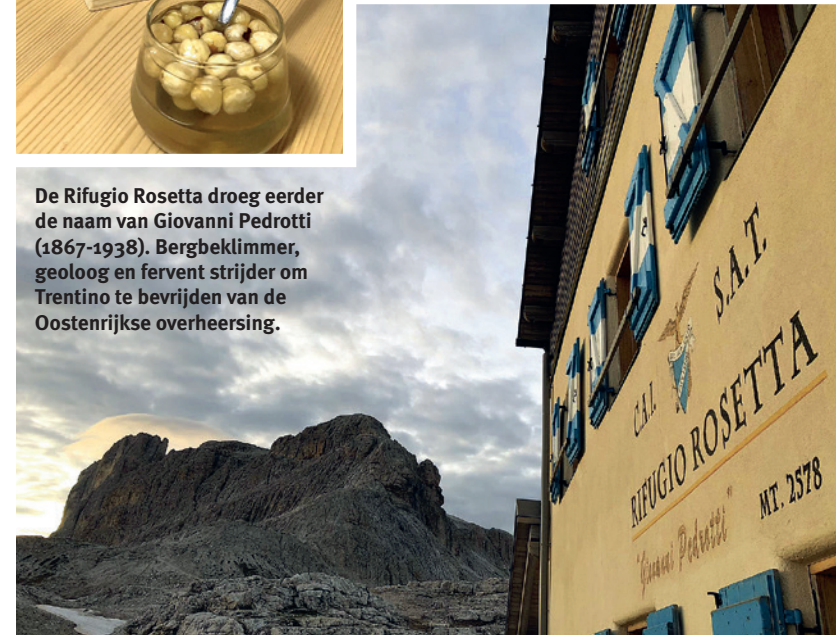 De Rifugio Rosetta droeg eerder
de naam van Giovanni Pedrotti
(1867-1938). Bergbeklimmer,
geoloog en fervent strijder om
Trentino te bevrijden van de
Oostenrijkse overheersing.
S.A.T.
C.A.I.
RIFUGIO ROSETTA
MT. 2578
"Giovanni Pedrotti"